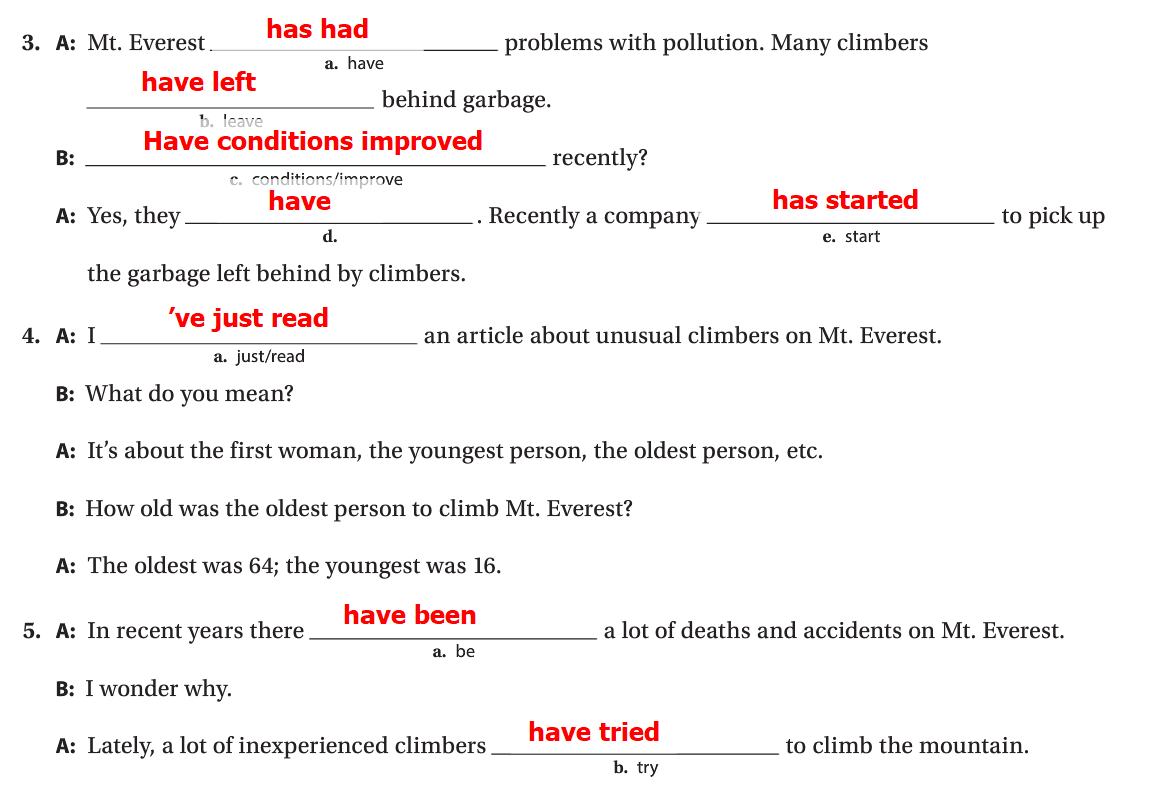 3. A: Mt. Everest has had problems with pollution. Many climbers
a. have
have left behind garbage.
b. leave
B: Have conditions improved recently?
c. conditions/improve
A: Yes, they have . Recently a company has started to pick up
d. e. start
the garbage left behind by climbers.
4. A: I ’ve just read an article about unusual climbers on Mt. Everest.
a. just/read
B: What do you mean?
A: It’s about the first woman, the youngest person, the oldest person, etc.
B: How old was the oldest person to climb Mt. Everest?
A: The oldest was 64; the youngest was 16.
5. A: In recent years there have been a lot of deaths and accidents on Mt. Everest.
a. be
B: I wonder why.
A: Lately, a lot of inexperienced climbers have tried to climb the mountain.
b. try